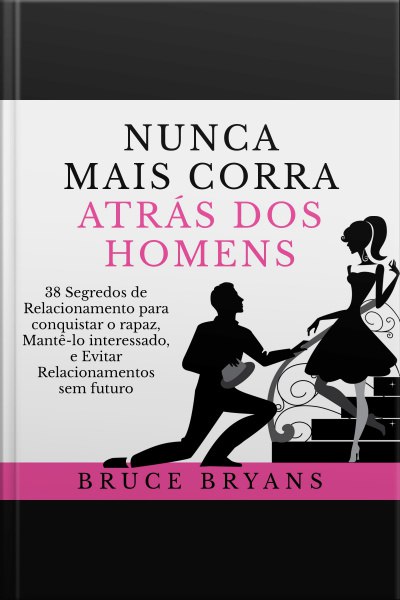 NUNCA
MAIS CORRA
ATRÁS DOS
HOMENS
38 Segredos de
Relacionamento para
conquistar o rapaz,
Mantê-lo interessado,
e Evitar
Relacionamentos
sem futuro
BRUCE BRYANS